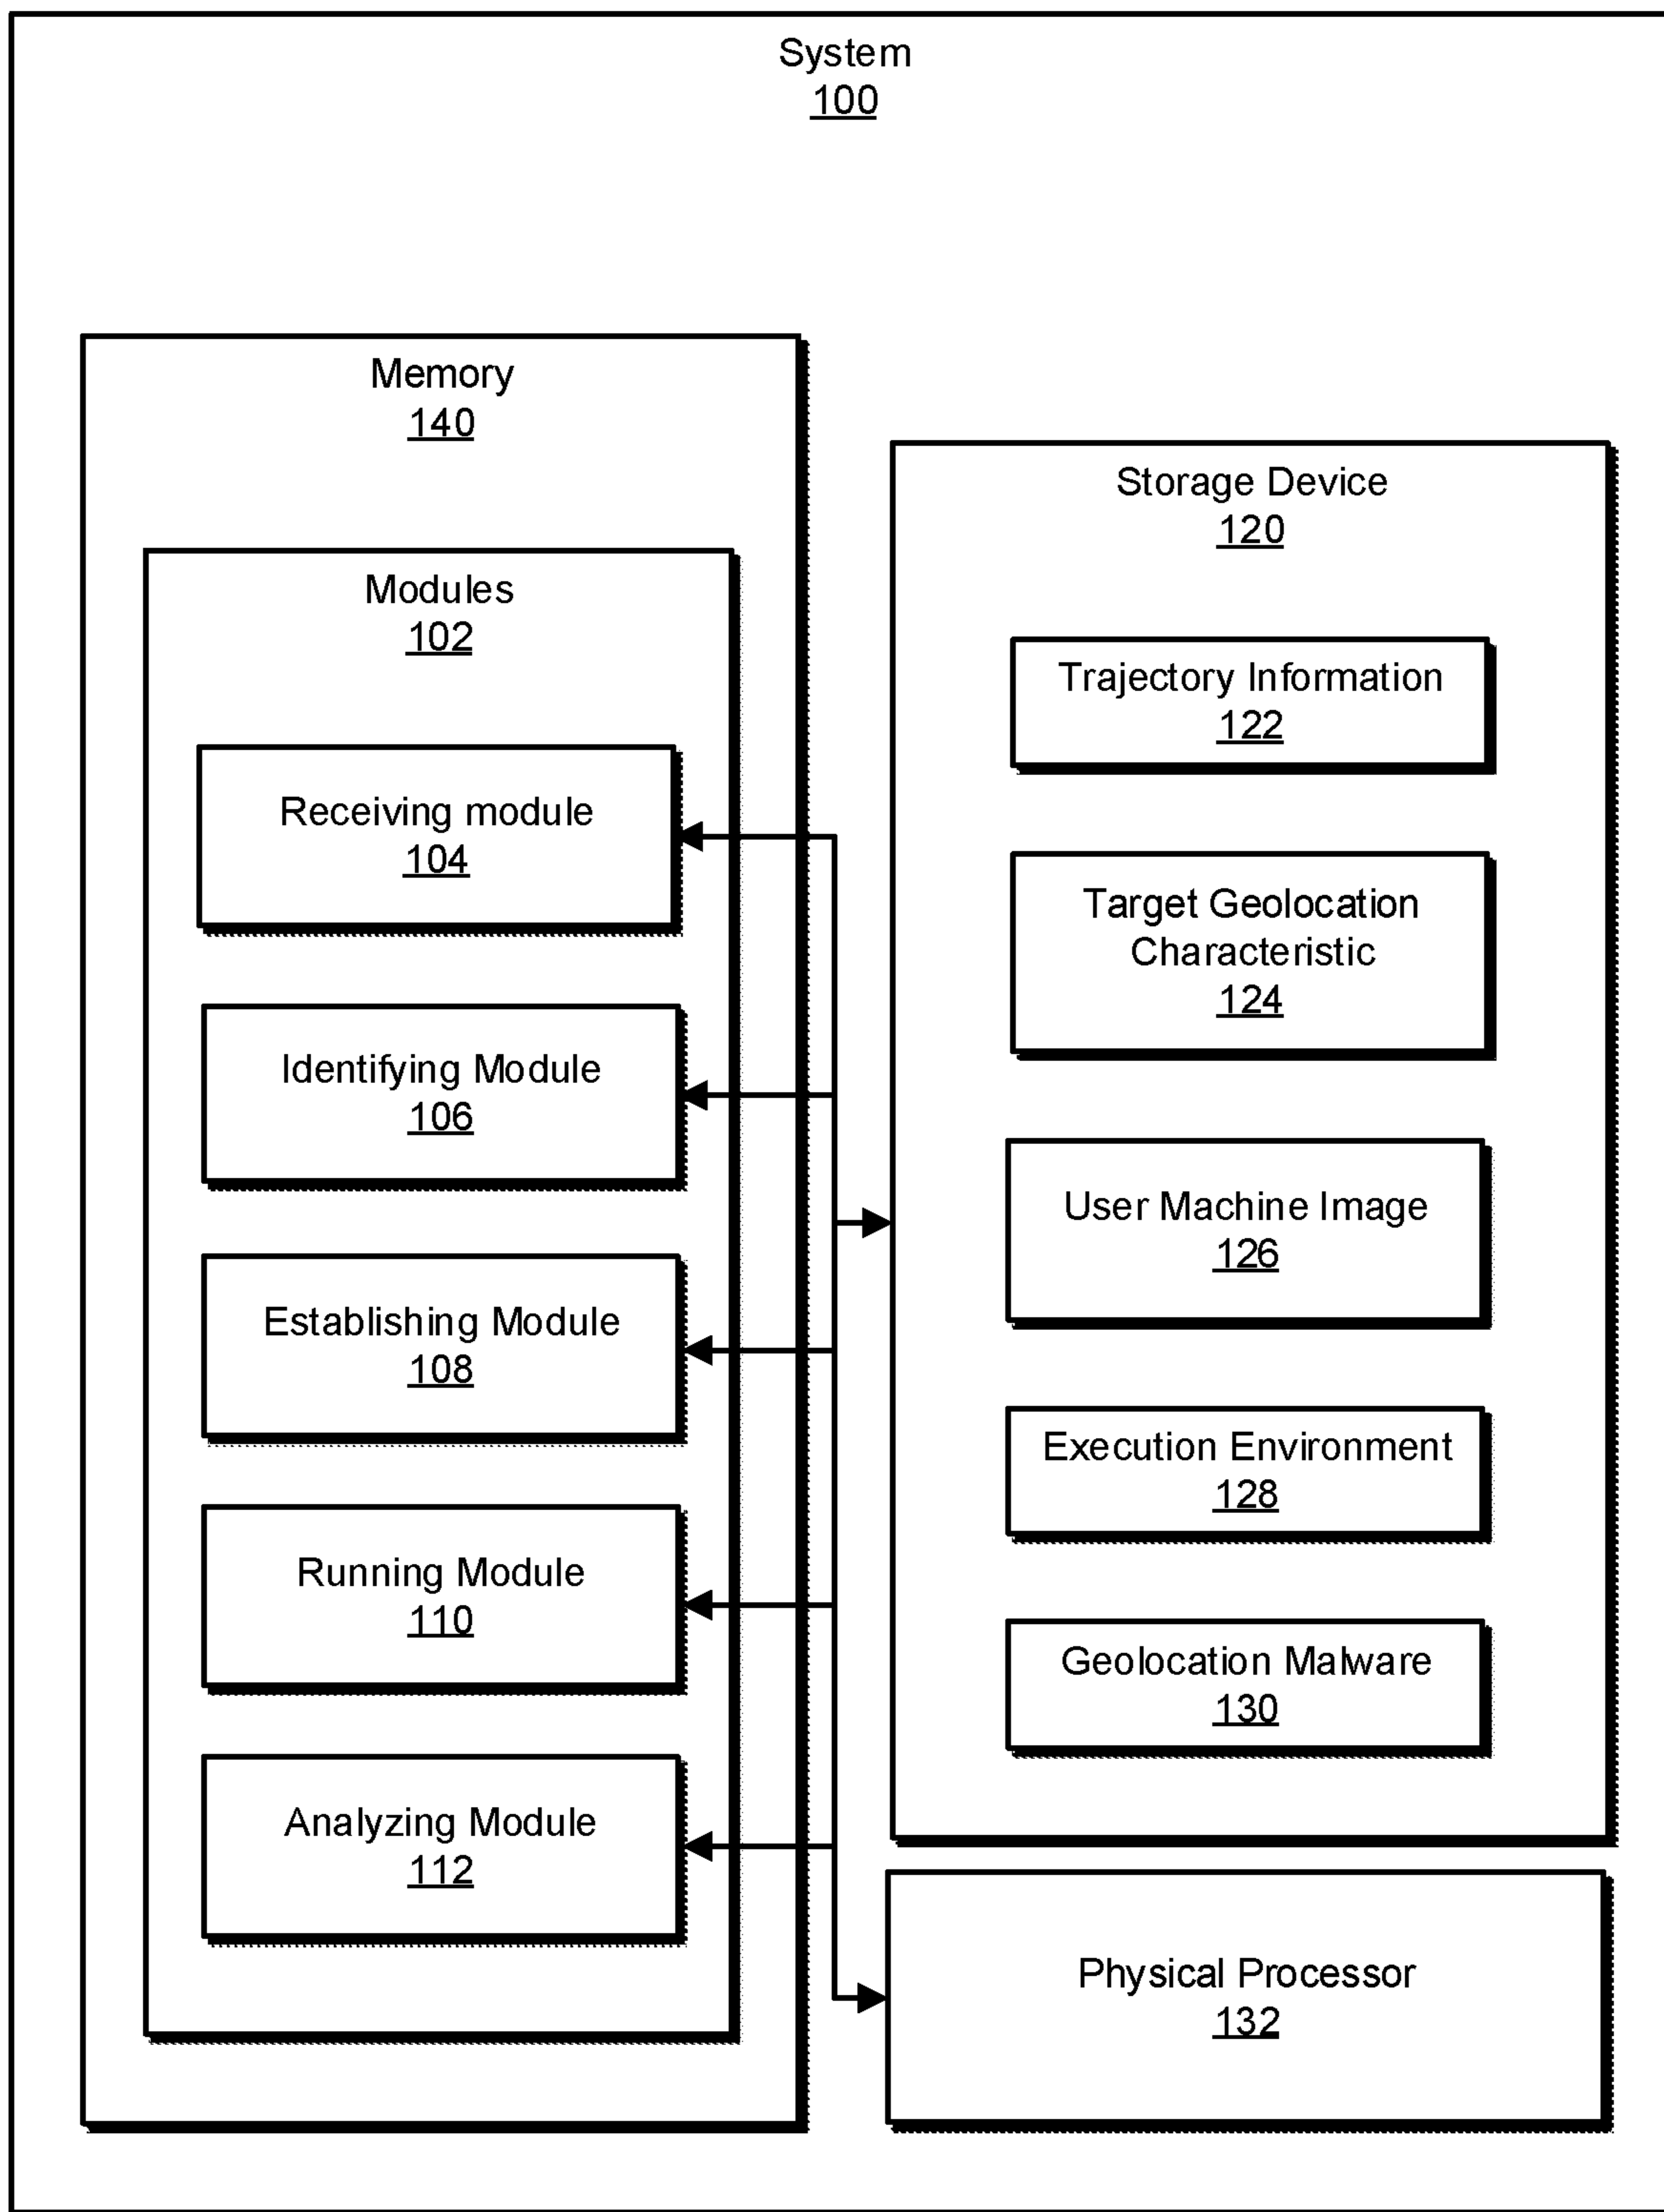 System
100
Memory
140
Modules
102
Receiving module
104
Identifying Module
106
Establishing Module
108
Running Module
110
Analyzing Module
112
Storage Device
120
Trajectory Information
122
Target Geolocation
Characteristic
124
User Machine Image
126
Execution Environment
128
Geolocation Malware
130
Physical Processor
132